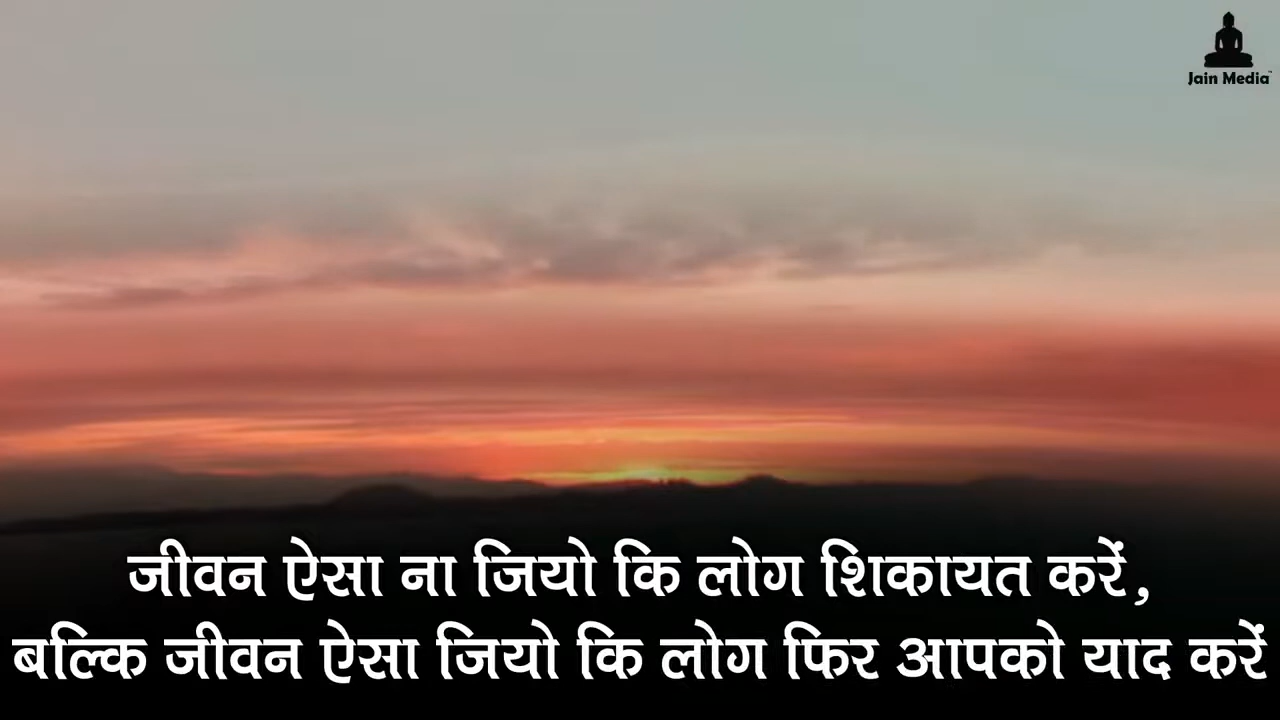 Jain Media
जीवन ऐसा ना जियो कि लोग शिकायत करें,
बल्कि जीवन ऐसा जियो कि लोग फिर आपको याद करें